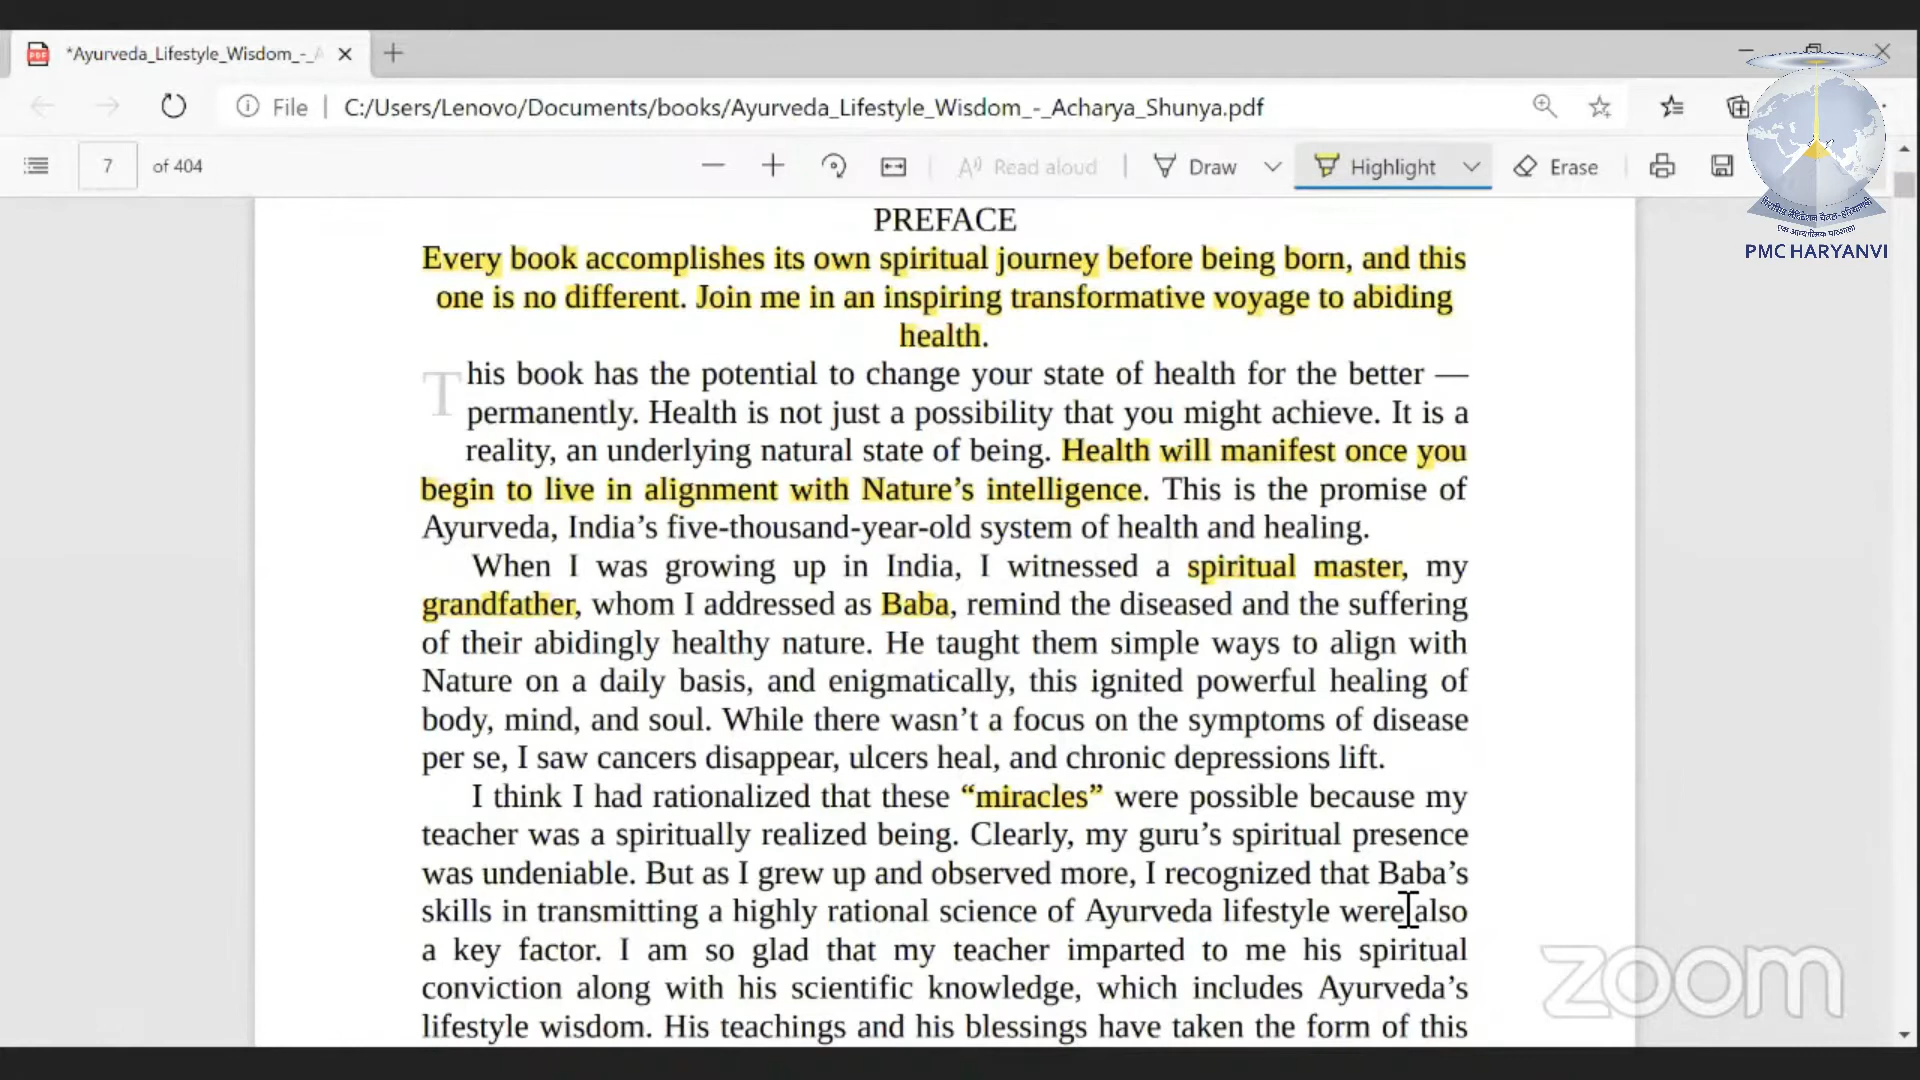 *Ayurveda_Lifestyle_Wisdom_-_A
File
C:/Users/Lenovo/Documents/books/Ayurveda_Lifestyle_Wisdom_-_Acharya_Shunya.pdf
7 of 404
Read aloud
Draw
Highlight
Erase
एक आध्यात्मिक पाठशाला
PMC HARYANVI
PREFACE
Every book accomplishes its own spiritual journey before being born, and this
one is no different. Join me in an inspiring transformative voyage to abiding
health.
This book has the potential to change your state of health for the better —
permanently. Health is not just a possibility that you might achieve. It is a
reality, an underlying natural state of being. Health will manifest once you
begin to live in alignment with Nature’s intelligence. This is the promise of
Ayurveda, India’s five-thousand-year-old system of health and healing.
When I was growing up in India, I witnessed a spiritual master, my
grandfather, whom I addressed as Baba, remind the diseased and the suffering
of their abidingly healthy nature. He taught them simple ways to align with
Nature on a daily basis, and enigmatically, this ignited powerful healing of
body, mind, and soul. While there wasn’t a focus on the symptoms of disease
per se, I saw cancers disappear, ulcers heal, and chronic depressions lift.
I think I had rationalized that these “miracles” were possible because my
teacher was a spiritually realized being. Clearly, my guru’s spiritual presence
was undeniable. But as I grew up and observed more, I recognized that Baba’s
skills in transmitting a highly rational science of Ayurveda lifestyle were also
a key factor. I am so glad that my teacher imparted to me his spiritual
conviction along with his scientific knowledge, which includes Ayurveda’s
lifestyle wisdom. His teachings and his blessings have taken the form of this
zoom